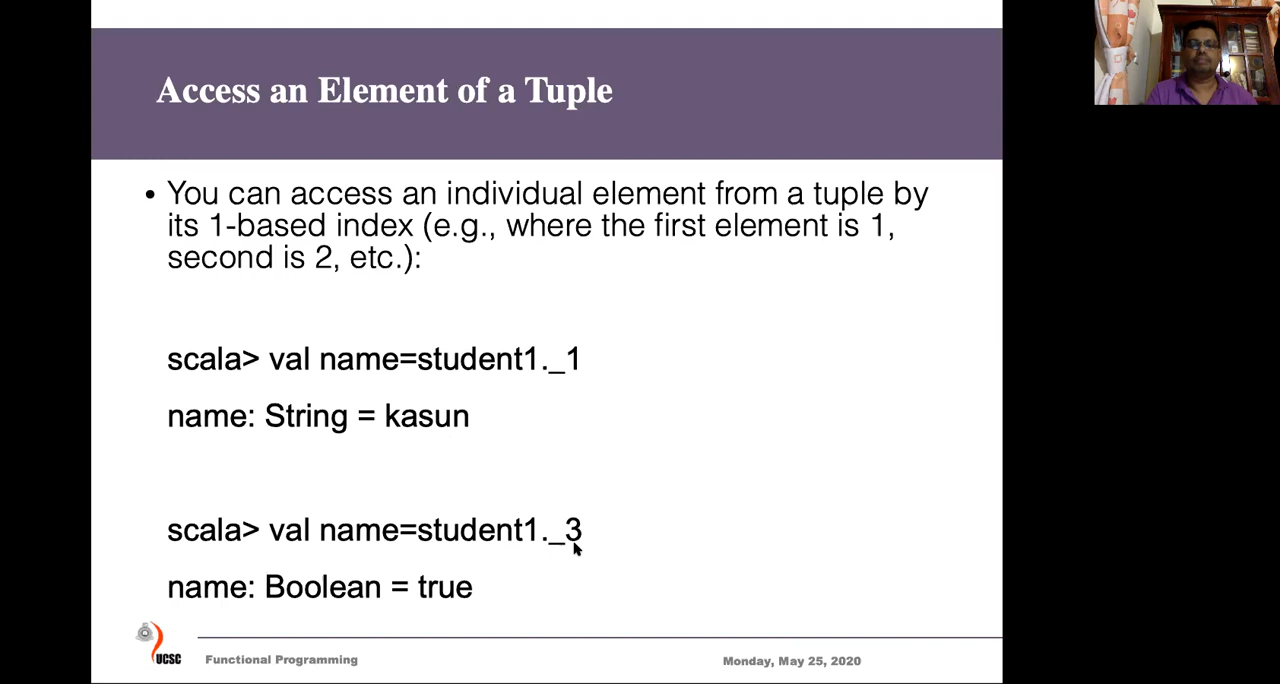 Access an Element of a Tuple
• You can access an individual element from a tuple by
its 1-based index (e.g., where the first element is 1,
second is 2, etc.):
scala> val name=student1._1
name: String = kasun
scala> val name=student1._3
name: Boolean = true
UCSC
Functional Programming
Monday, May 25, 2020